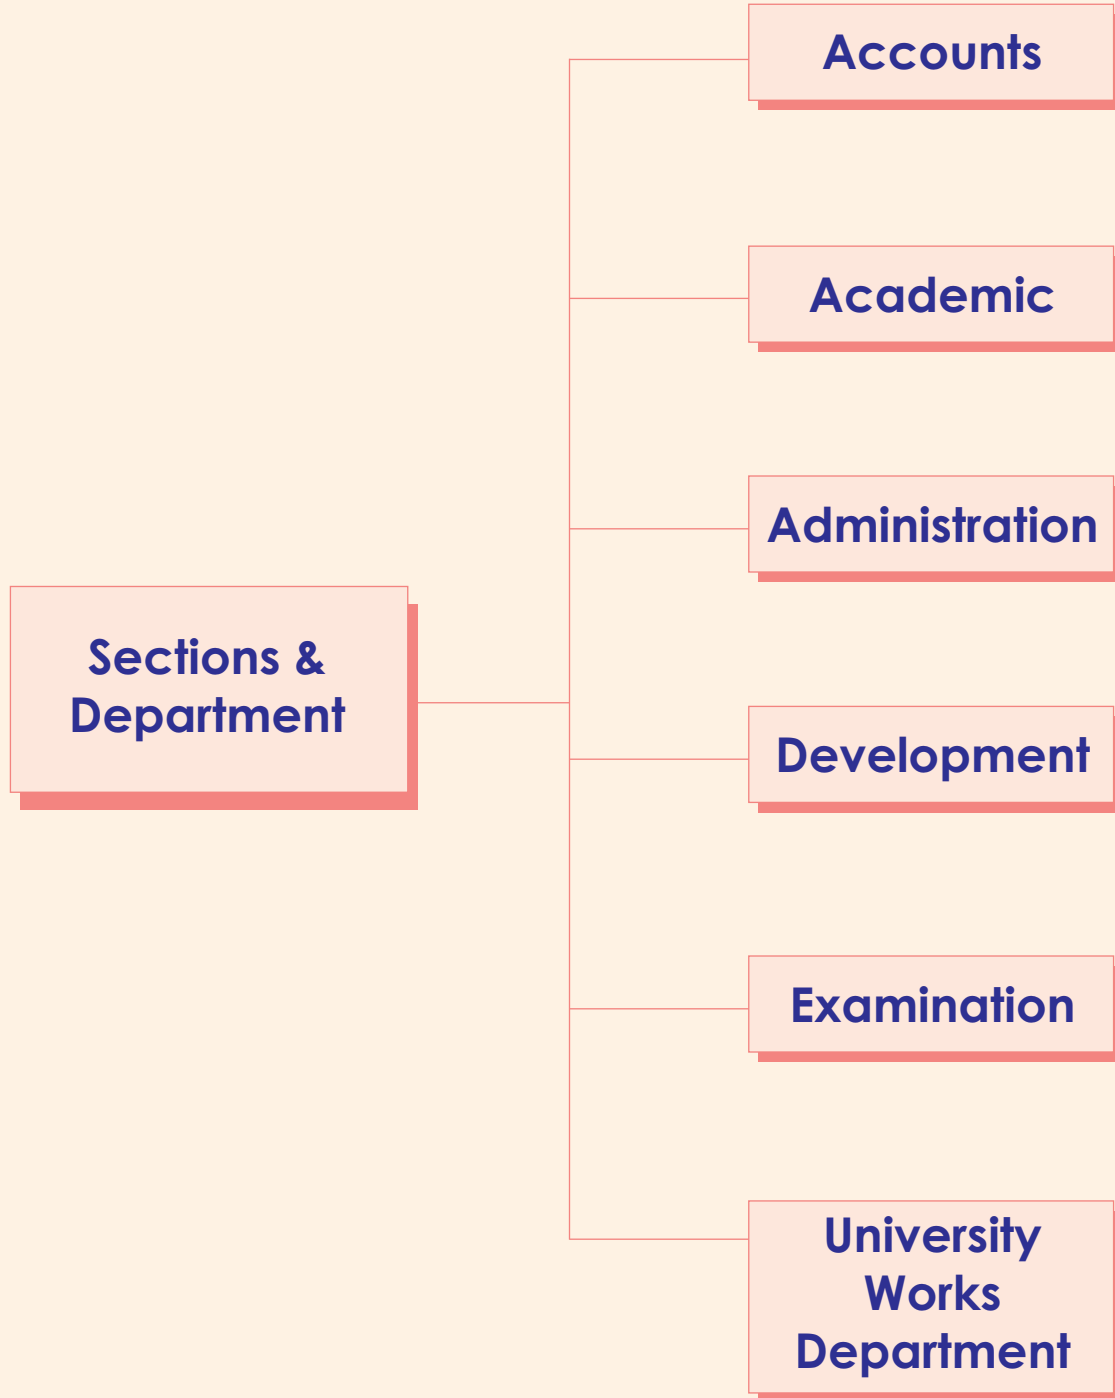 Accounts
Academic
Administration
Sections &
Department
Development
Examination
University
Works
Department